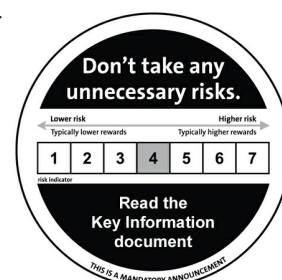 Don't take any
unnecessary risks.
Lower risk Higher risk
Typically lower rewards Typically higher rewards
1 2 3 4 5 6 7
risk indicator
Read the
Key Information
document
THIS IS A MANDATORY ANNOUNCEMENT